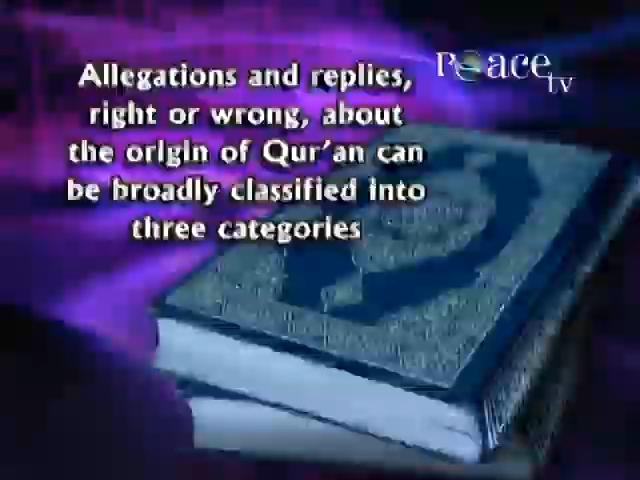 Allegations and replies,
right or wrong, about
the origin of Qur'an can
be broadly classified into
three categories
Peace
tv